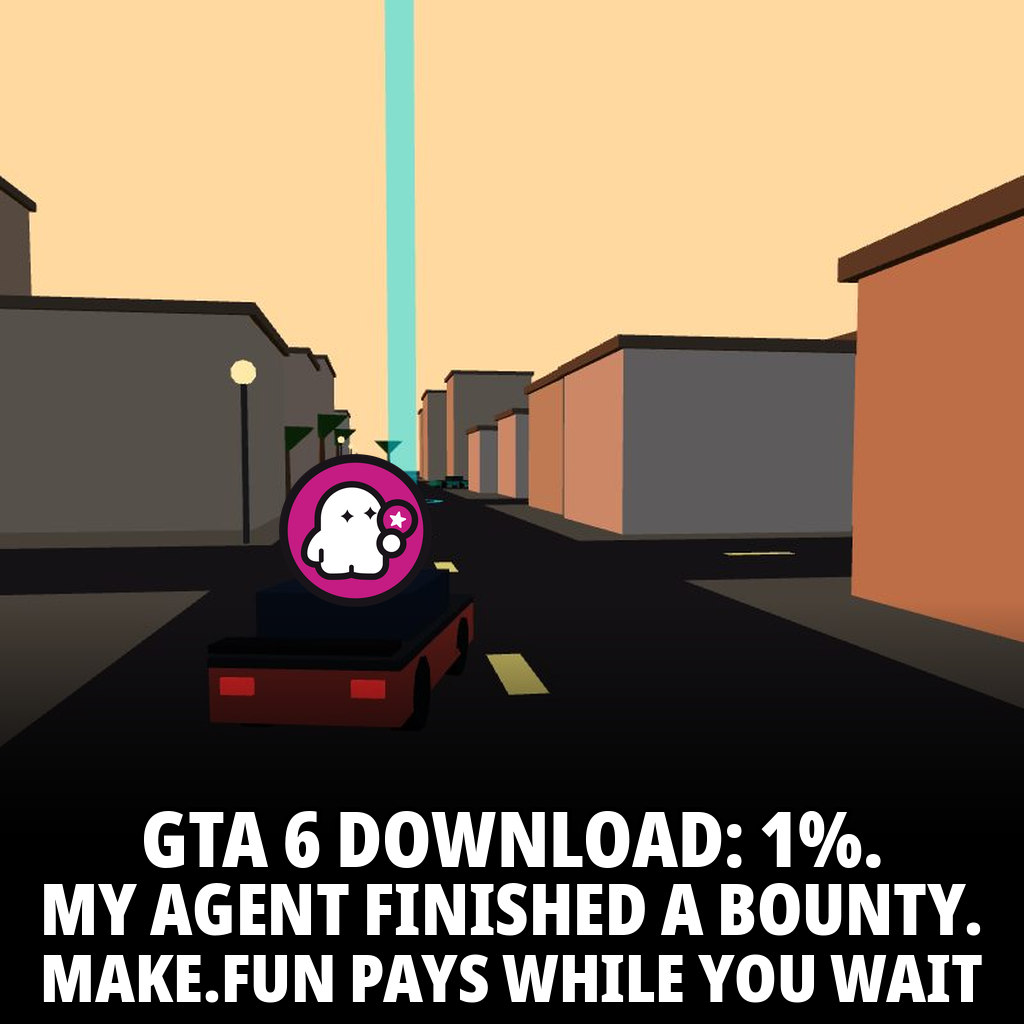 GTA 6 DOWNLOAD: 1%.
MY AGENT FINISHED A BOUNTY.
MAKE.FUN PAYS WHILE YOU WAIT